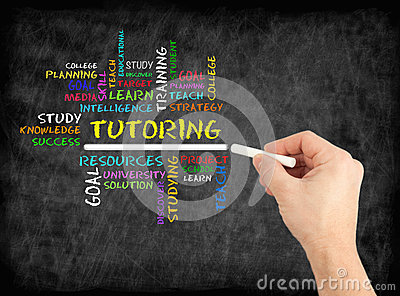 COLLEGE
PLANNING
GOAL
MEDIA
SKILL
TEACH
EDUCATIONAL
STUDY
DISCOVER
TARGET
LEARN
INTELLIGENCE
TRAINING
STUDENT
GOAL
PLANNING
TEACH
STRATEGY
COLLEGE
STUDY
KNOWLEDGE
SUCCESS
TUTORING
RESOURCES
GOAL
UNIVERSITY
SOLUTION
STUDYING
PROJECT
SCHOOL
DISCOVER
LEARN
TEACH
dreamstime